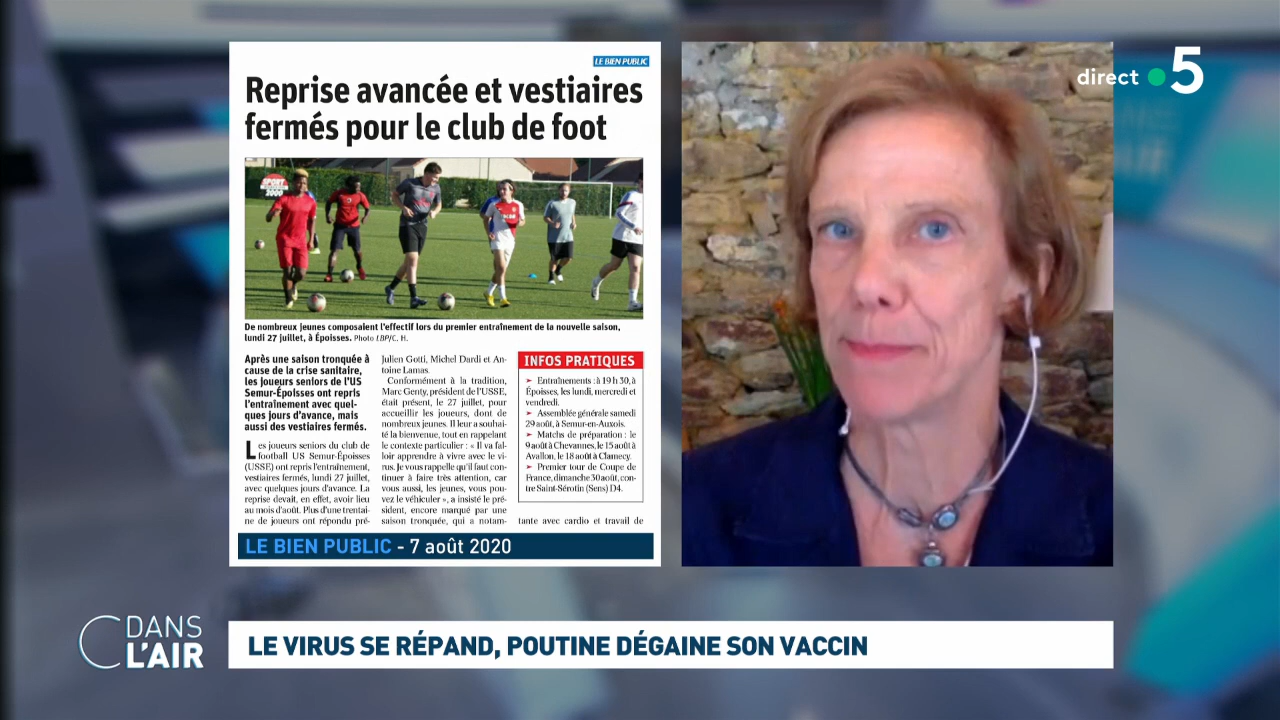 LE BIEN PUBLIC
Reprise avancée et vestiaires
fermés pour le club de foot
SPORT
2000
De nombreux jeunes composaient l'effectif lors du premier entraînement de la nouvelle saison,
lundi 27 juillet, à Époisses. Photo LBP/C. H.
Après une saison tronquée à
cause de la crise sanitaire,
les joueurs seniors de l'US
Semur-Époisses ont repris
l'entraînement avec quel-
ques jours d'avance, mais
aussi des vestiaires fermés.
Les joueurs seniors du club de
football US Semur-Époisses
(USSE) ont repris l'entraînement,
vestiaires fermés, lundi 27 juillet,
avec quelques jours d'avance. La
reprise devait, en effet, avoir lieu
au mois d'août. Plus d'une trentai-
ne de joueurs ont répondu pré-
Julien Gotti, Michel Dardi et An-
toine Lamas.
Conformément à la tradition,
Marc Genty, président de l'USSE,
était présent, le 27 juillet, pour
accueillir les joueurs, dont de
nombreux jeunes. Il leur a souhai-
té la bienvenue, tout en rappelant
le contexte particulier : « Il va fal-
loir apprendre à vivre avec le vi-
rus. Je vous rappelle qu'il faut con-
tinuer à faire très attention, car
vous aussi, les jeunes, vous pou-
vez le véhiculer », a insisté le pré-
sident, encore marqué par une
saison tronquée, qui a notam-
INFOS PRATIQUES
➤ Entraînements : à 19 h 30, à
Époisses, les lundi, mercredi et
vendredi.
➤ Assemblée générale samedi
29 août, à Semur-en-Auxois.
➤ Matchs de préparation : le
9 août à Chevannes, le 15 août à
Avallon, le 18 août à Clamecy.
➤ Premier tour de Coupe de
France, dimanche 30 août, con-
tre Saint-Sérotin (Sens) D4.
tante avec cardio et travail de
LE BIEN PUBLIC - 7 août 2020
direct 5
C DANS
L'AIR
LE VIRUS SE RÉPAND, POUTINE DÉGAINE SON VACCIN